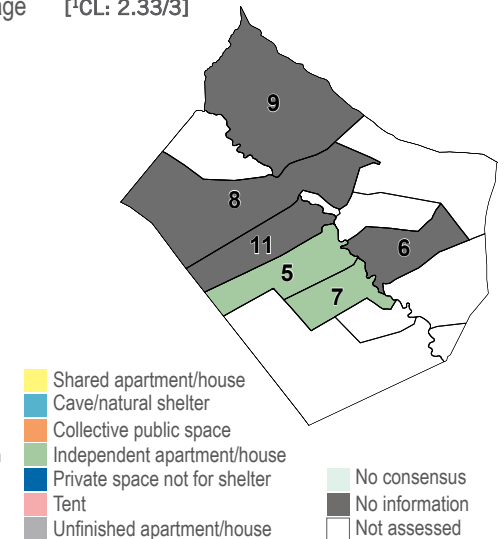 [¹CL: 2.33/3]
9
8
11
6
5
7
Shared apartment/house
Cave/natural shelter
Collective public space
Independent apartment/house
Private space not for shelter
Tent
Unfinished apartment/house
No consensus
No information
Not assessed